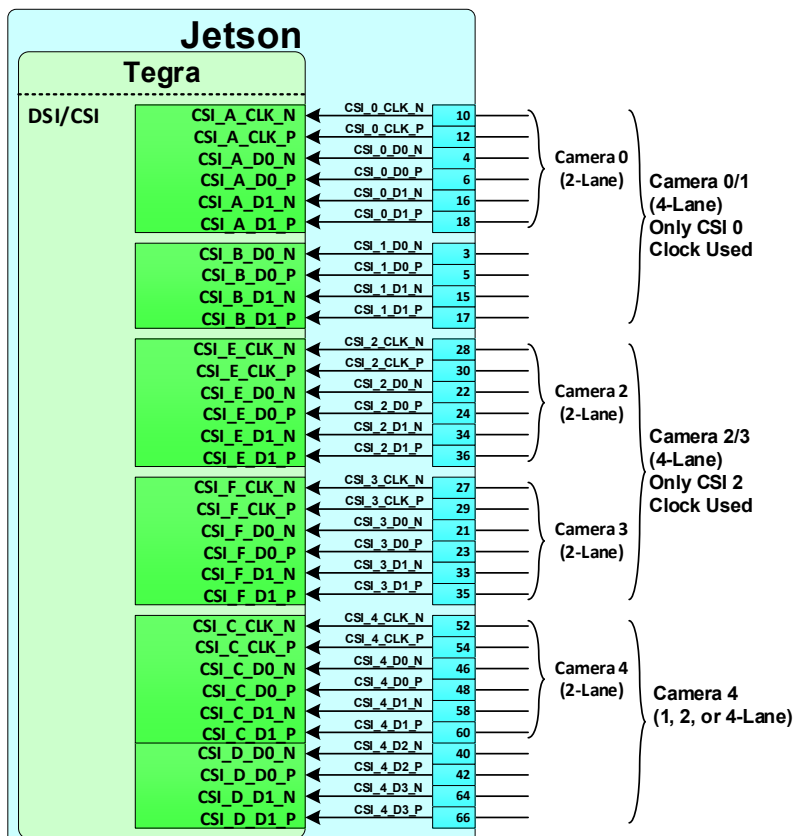 Jetson
Tegra
DSI/CSI
CSI_A_CLK_N CSI_0_CLK_N 10
CSI_A_CLK_P CSI_0_CLK_P 12
CSI_A_D0_N CSI_0_D0_N 4
CSI_A_D0_P CSI_0_D0_P 6
CSI_A_D1_N CSI_0_D1_N 16
CSI_A_D1_P CSI_0_D1_P 18
Camera 0
(2-Lane)
CSI_B_D0_N CSI_1_D0_N 3
CSI_B_D0_P CSI_1_D0_P 5
CSI_B_D1_N CSI_1_D1_N 15
CSI_B_D1_P CSI_1_D1_P 17
Camera 0/1
(4-Lane)
Only CSI 0
Clock Used
CSI_E_CLK_N CSI_2_CLK_N 28
CSI_E_CLK_P CSI_2_CLK_P 30
CSI_E_D0_N CSI_2_D0_N 22
CSI_E_D0_P CSI_2_D0_P 24
CSI_E_D1_N CSI_2_D1_N 34
CSI_E_D1_P CSI_2_D1_P 36
Camera 2
(2-Lane)
CSI_F_CLK_N CSI_3_CLK_N 27
CSI_F_CLK_P CSI_3_CLK_P 29
CSI_F_D0_N CSI_3_D0_N 21
CSI_F_D0_P CSI_3_D0_P 23
CSI_F_D1_N CSI_3_D1_N 33
CSI_F_D1_P CSI_3_D1_P 35
Camera 3
(2-Lane)
Camera 2/3
(4-Lane)
Only CSI 2
Clock Used
CSI_C_CLK_N CSI_4_CLK_N 52
CSI_C_CLK_P CSI_4_CLK_P 54
CSI_C_D0_N CSI_4_D0_N 46
CSI_C_D0_P CSI_4_D0_P 48
CSI_C_D1_N CSI_4_D1_N 58
CSI_C_D1_P CSI_4_D1_P 60
Camera 4
(2-Lane)
CSI_D_D0_N CSI_4_D2_N 40
CSI_D_D0_P CSI_4_D2_P 42
CSI_D_D1_N CSI_4_D3_N 64
CSI_D_D1_P CSI_4_D3_P 66
Camera 4
(1, 2, or 4-Lane)